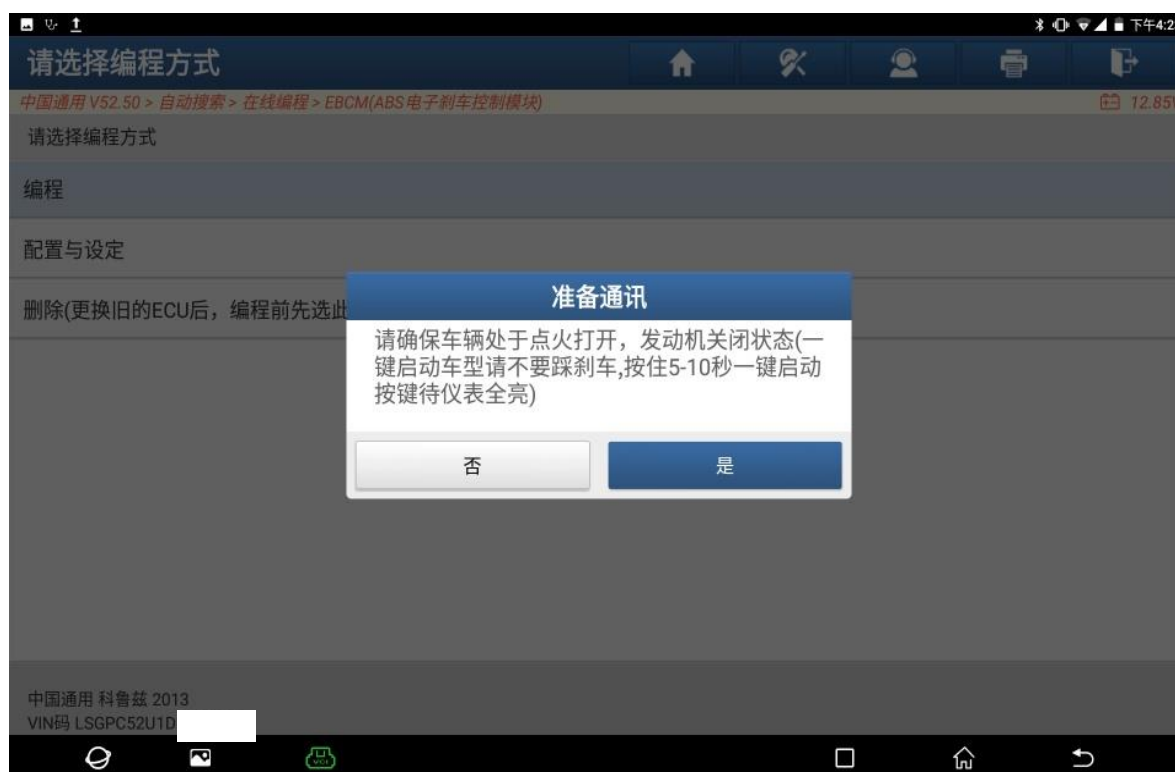 下午4:2
请选择编程方式
中国通用 V52.50 > 自动搜索 > 在线编程 > EBCM(ABS电子刹车控制模块)
12.85V
请选择编程方式
编程
配置与设定
删除(更换旧的ECU后，编程前先选此
准备通讯
请确保车辆处于点火打开，发动机关闭状态(一
键启动车型请不要踩刹车,按住5-10秒一键启动
按键待仪表全亮)
否
是
中国通用 科鲁兹 2013
VIN码 LSGPC52U1D
VCI